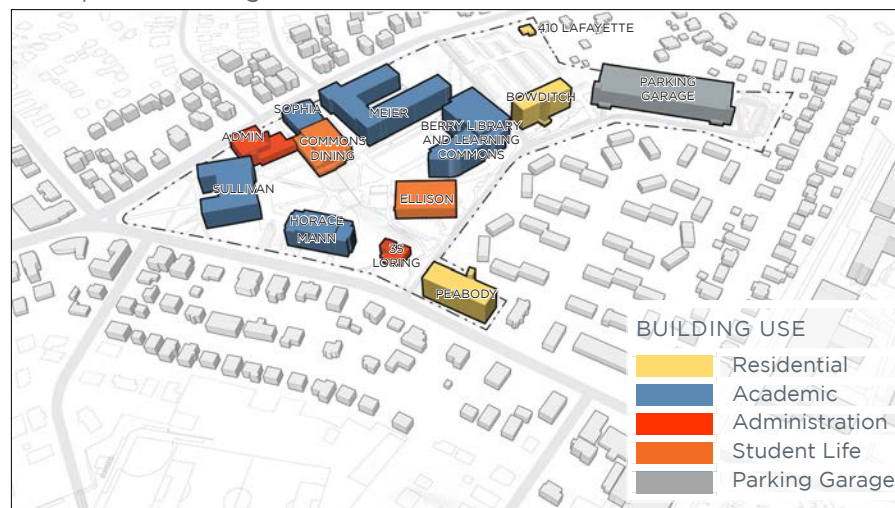 410 LAFAYETTE
PARKING
GARAGE
BOWDITCH
SOPHIA
MEIER
BERRY LIBRARY
AND LEARNING
COMMONS
ADMIN
COMMONS
DINING
SULLIVAN
ELLISON
HORACE
MANN
35
LORING
PEABODY
BUILDING USE
Residential
Academic
Administration
Student Life
Parking Garage